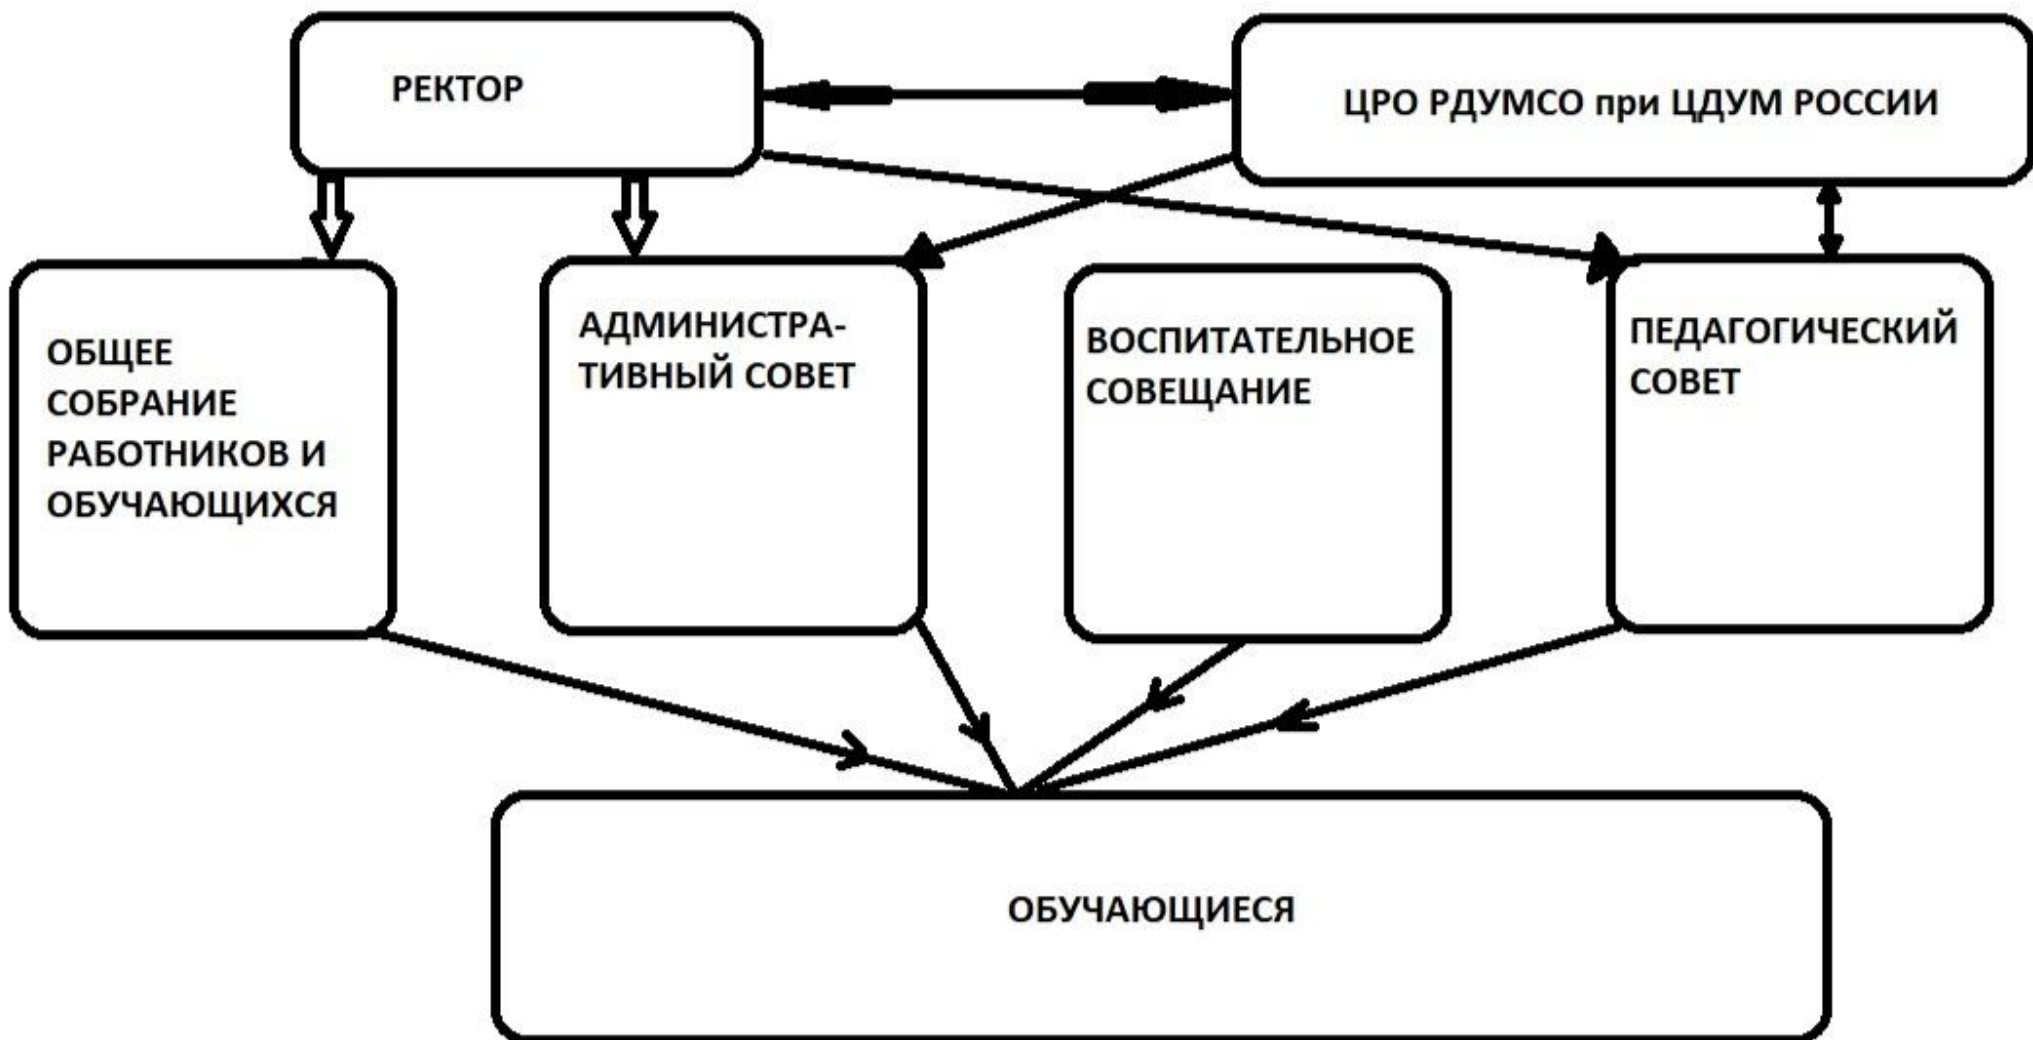 РЕКТОР
ЦРО РДУМСО при ЦДУМ РОССИИ
ОБЩЕЕ
СОБРАНИЕ
РАБОТНИКОВ И
ОБУЧАЮЩИХСЯ
АДМИНИСТРА-
ТИВНЫЙ СОВЕТ
ВОСПИТАТЕЛЬНОЕ
СОВЕЩАНИЕ
ПЕДАГОГИЧЕСКИЙ
СОВЕТ
ОБУЧАЮЩИЕСЯ